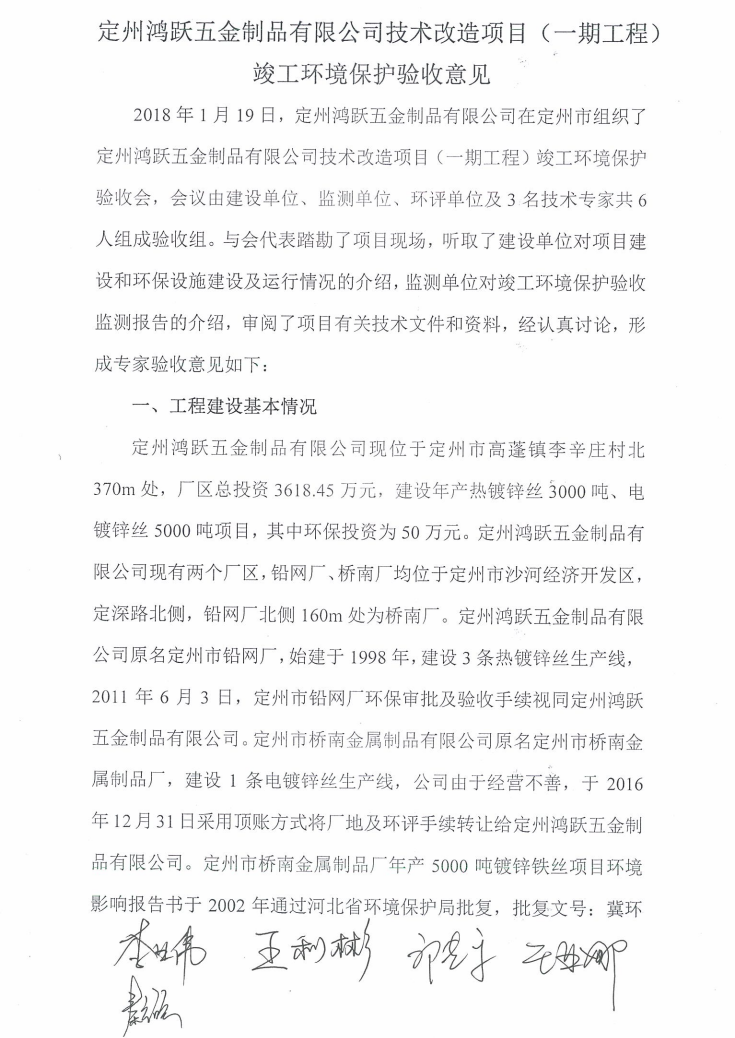 定州鸿跃五金制品有限公司技术改造项目（一期工程）
竣工环境保护验收意见
2018 年 1 月 19 日，定州鸿跃五金制品有限公司在定州市组织了
定州鸿跃五金制品有限公司技术改造项目（一期工程）竣工环境保护
验收会，会议由建设单位、监测单位、环评单位及 3 名技术专家共 6
人组成验收组。与会代表踏勘了项目现场，听取了建设单位对项目建
设和环保设施建设及运行情况的介绍，监测单位对竣工环境保护验收
监测报告的介绍，审阅了项目有关技术文件和资料，经认真讨论，形
成专家验收意见如下：
一、工程建设基本情况
定州鸿跃五金制品有限公司现位于定州市高蓬镇李辛庄村北
370m 处，厂区总投资 3618.45 万元，建设年产热镀锌丝 3000 吨、电
镀锌丝 5000 吨项目，其中环保投资为 50 万元。定州鸿跃五金制品有
限公司现有两个厂区，铅网厂、桥南厂均位于定州市沙河经济开发区，
定深路北侧，铅网厂北侧 160m 处为桥南厂。定州鸿跃五金制品有限
公司原名定州市铅网厂，始建于 1998 年，建设 3 条热镀锌丝生产线，
2011 年 6 月 3 日，定州市铅网厂环保审批及验收手续视同定州鸿跃
五金制品有限公司。定州市桥南金属制品有限公司原名定州市桥南金
属制品厂，建设 1 条电镀锌丝生产线，公司由于经营不善，于 2016
年 12 月 31 日采用顶账方式将厂地及环评手续转让给定州鸿跃五金制
品有限公司。定州市桥南金属制品厂年产 5000 吨镀锌铁丝项目环境
影响报告书于 2002 年通过河北省环境保护局批复，批复文号：冀环
王利彬